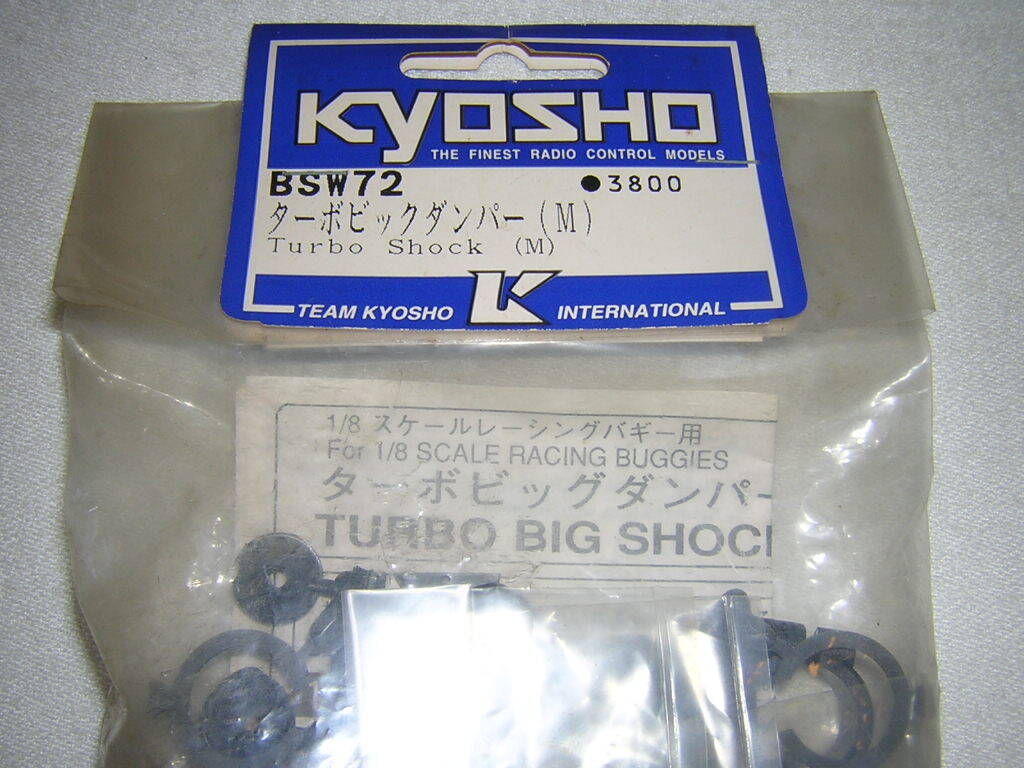 KYOSHO
THE FINEST RADIO CONTROL MODELS
BSW72 ●3800
ターボビックダンパー(M)
Turbo Shock (M)
TEAM KYOSHO K INTERNATIONAL
1/8 スケールレーシングバギー用
For 1/8 SCALE RACING BUGGIES
ターボビッグダンパー
TURBO BIG SHOCK